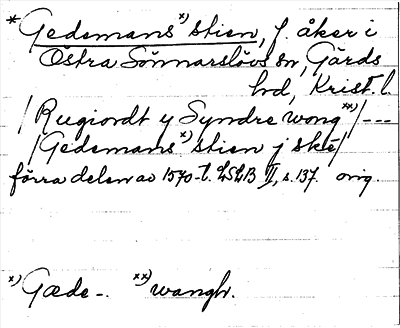 *Gedemans*) stien, f. åker i
Östra Sönnarslövs sn, Gärds
hd, Krist. l.
/Rugiordt y Syndre wong**)/---
/Gedemans*) stien j ske/
förra delen av 1570-t. LSLB II, s. 137. orig.
*) Gæde-. **) wangh.